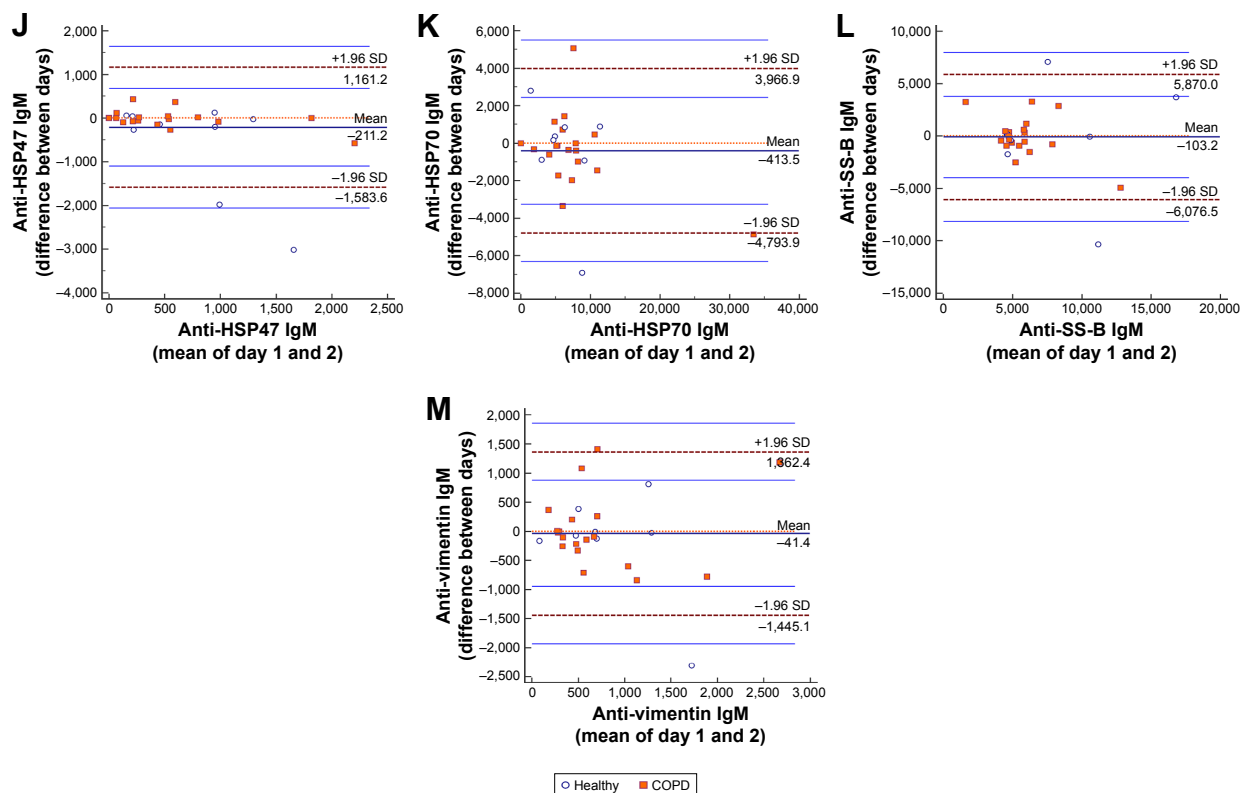 J
2,000
1,000
0
–1,000
–2,000
–3,000
–4,000
Anti-HSP47 IgM
(difference between days)
+1.96 SD
1,161.2
Mean
–211.2
–1.96 SD
–1,583.6
0
500
1,000
1,500
2,000
2,500
Anti-HSP47 IgM
(mean of day 1 and 2)
K
6,000
4,000
2,000
0
–2,000
–4,000
–6,000
–8,000
Anti-HSP70 IgM
(difference between days)
+1.96 SD
3,966.9
Mean
–413.5
–1.96 SD
–4,793.9
0
10,000
20,000
30,000
40,000
Anti-HSP70 IgM
(mean of day 1 and 2)
L
10,000
5,000
0
–5,000
–10,000
–15,000
Anti-SS-B IgM
(difference between days)
+1.96 SD
5,870.0
Mean
–103.2
–1.96 SD
–6,076.5
0
5,000
10,000
15,000
20,000
Anti-SS-B IgM
(mean of day 1 and 2)
M
2,000
1,500
1,000
500
0
–500
–1,000
–1,500
–2,000
–2,500
Anti-vimentin IgM
(difference between days)
+1.96 SD
1,362.4
Mean
–41.4
–1.96 SD
–1,445.1
0
500
1,000
1,500
2,000
2,500
3,000
Anti-vimentin IgM
(mean of day 1 and 2)
Healthy
COPD